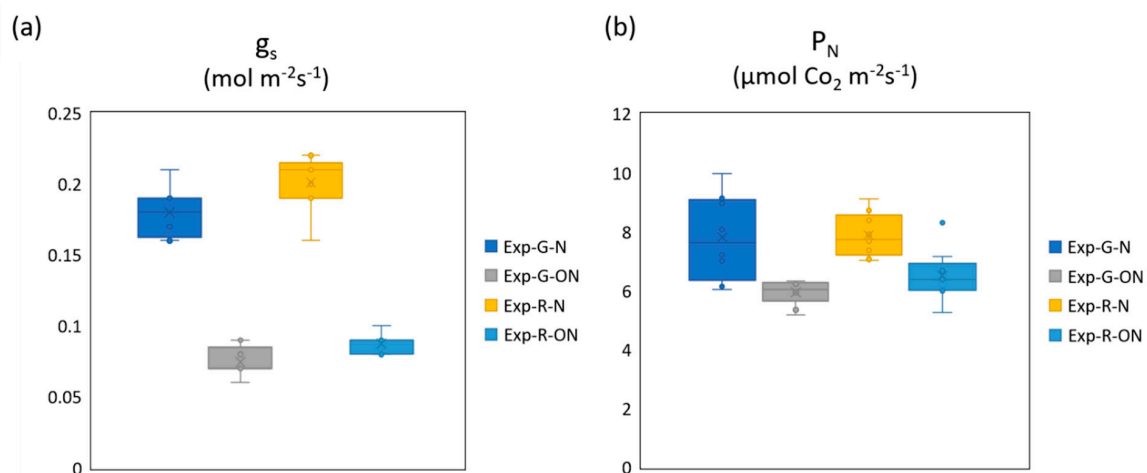 (a)
gₛ
(mol m⁻²s⁻¹)
0.25
0.2
0.15
0.1
0.05
0
Exp-G-N
Exp-G-ON
Exp-R-N
Exp-R-ON
(b)
P_N
(μmol Co₂ m⁻²s⁻¹)
12
10
8
6
4
2
0
Exp-G-N
Exp-G-ON
Exp-R-N
Exp-R-ON